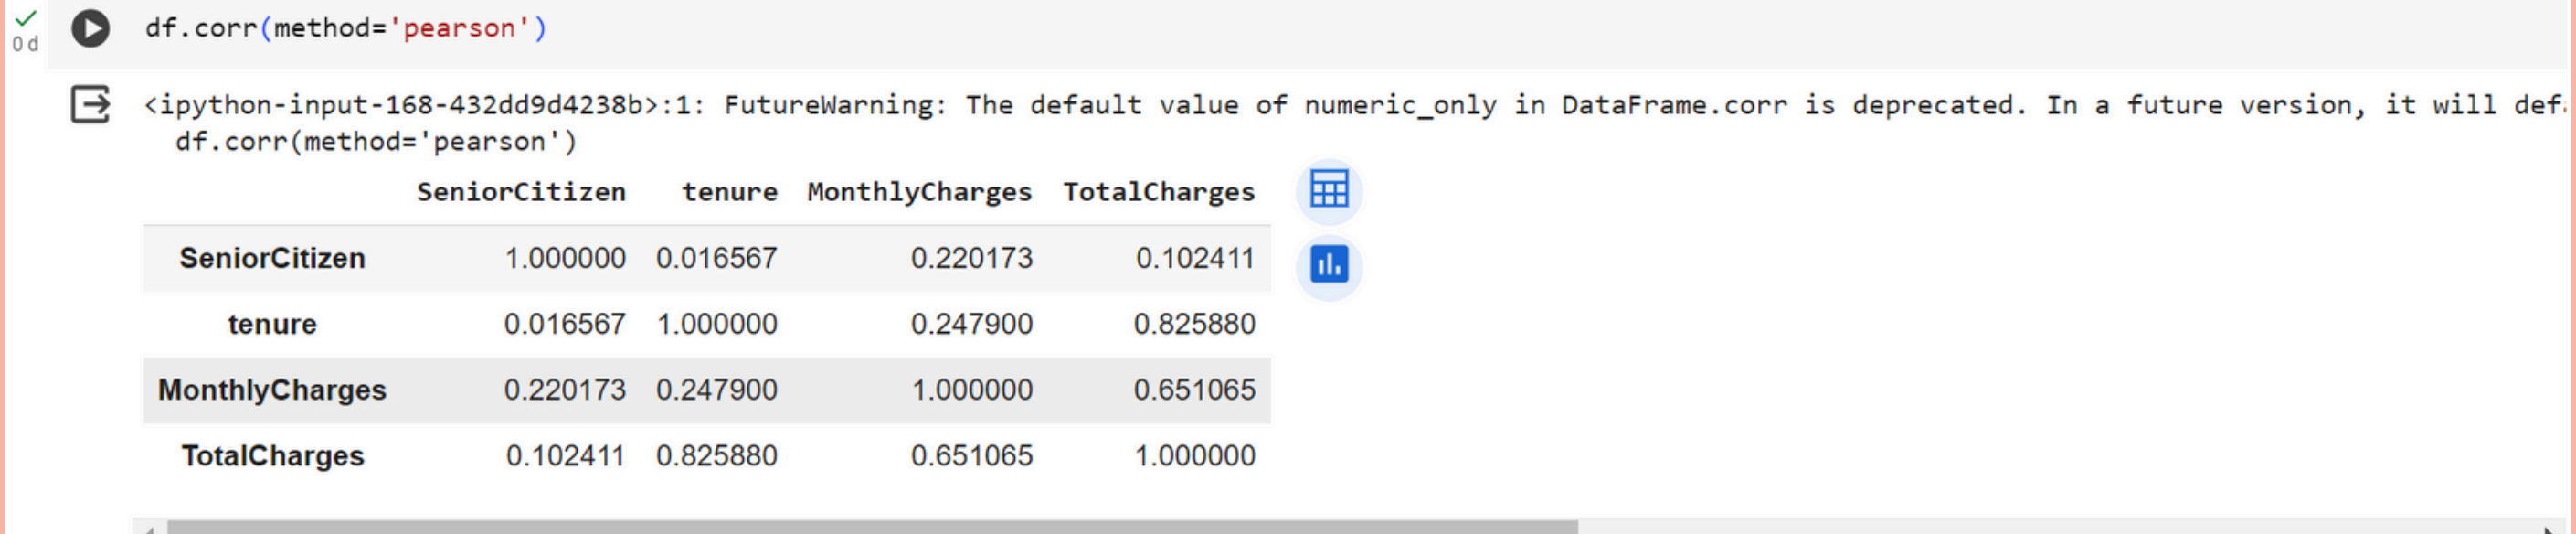 df.corr(method='pearson')
0 d
<ipython-input-168-432dd9d4238b>:1: FutureWarning: The default value of numeric_only in DataFrame.corr is deprecated. In a future version, it will
df.corr(method='pearson')
SeniorCitizen tenure MonthlyCharges TotalCharges
SeniorCitizen 1.000000 0.016567 0.220173 0.102411
tenure 0.016567 1.000000 0.247900 0.825880
MonthlyCharges 0.220173 0.247900 1.000000 0.651065
TotalCharges 0.102411 0.825880 0.651065 1.000000